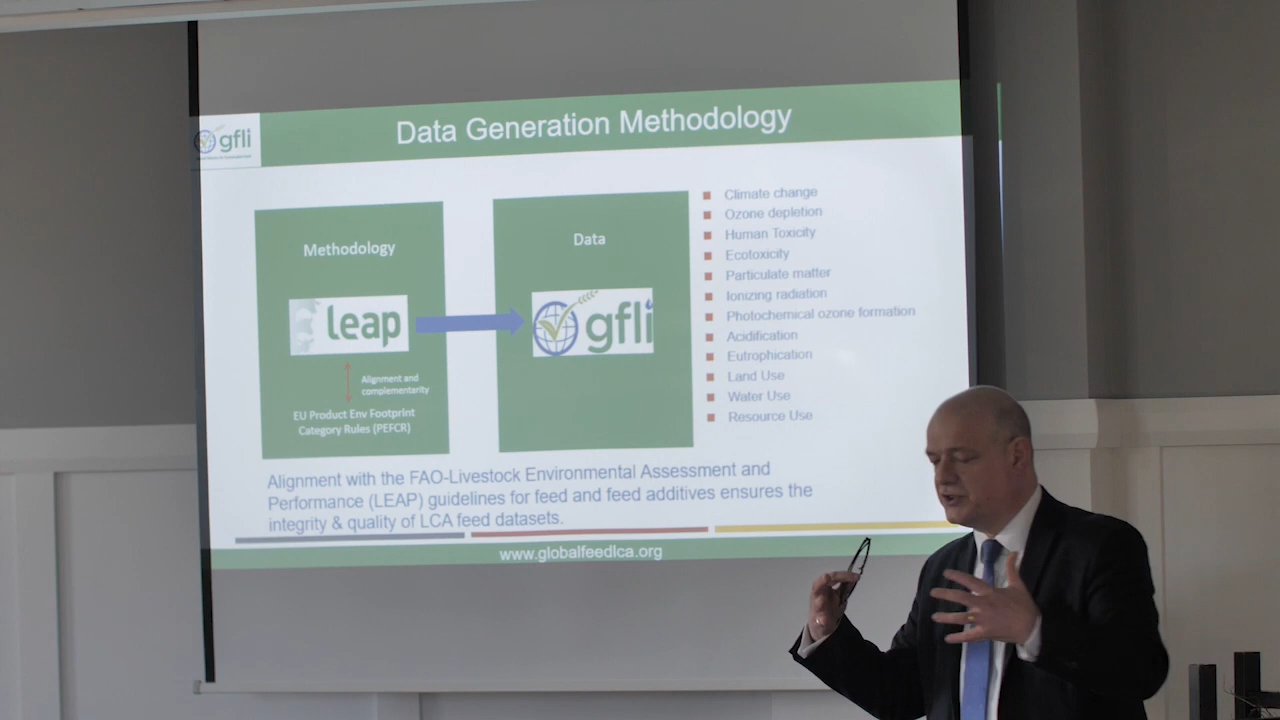 gfli
Data Generation Methodology
Methodology
leap
Alignment and
complementarity
EU Product Env Footprint
Category Rules (PEFCR)
Data
gfli
Climate change
Ozone depletion
Human Toxicity
Ecotoxicity
Particulate matter
Ionizing radiation
Photochemical ozone formation
Acidification
Eutrophication
Land Use
Water Use
Resource Use
Alignment with the FAO-Livestock Environmental Assessment and
Performance (LEAP) guidelines for feed and feed additives ensures the
integrity & quality of LCA feed datasets.
www.globalfeedlca.org